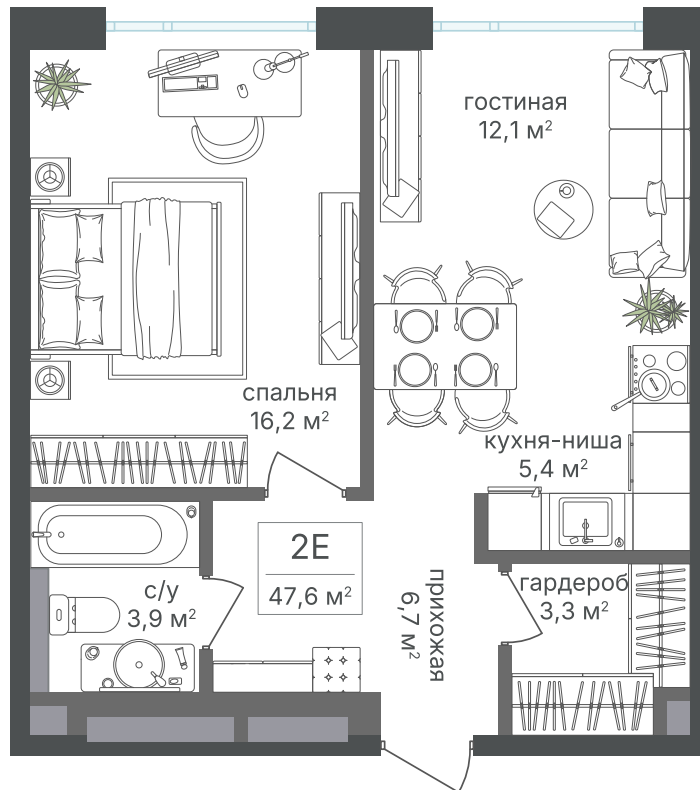 гостиная
12,1 м²
спальня
16,2 м²
кухня-ниша
5,4 м²
2Е
47,6 м²
с/у
3,9 м²
прихожая
6,7 м²
гардероб
3,3 м²